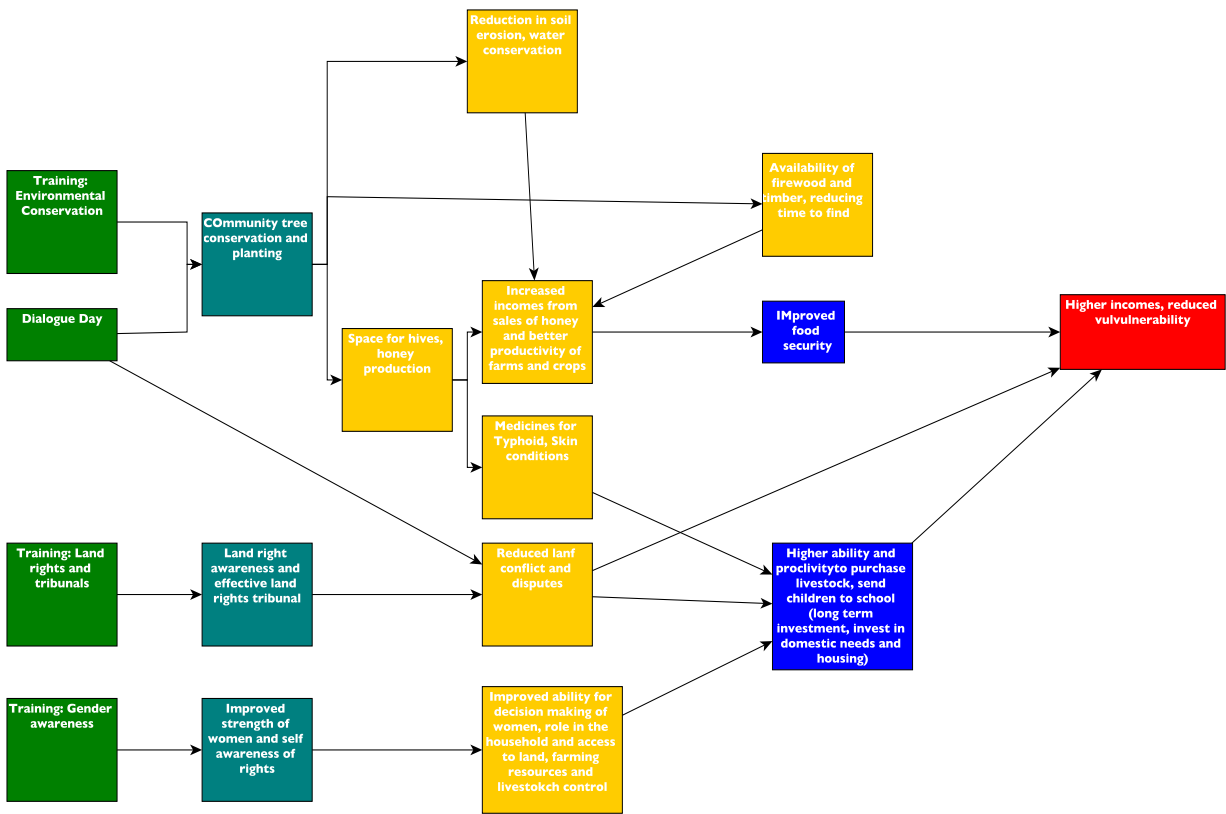 Reduction in soil
erosion, water
conservation
Training:
Environmental
Conservation
Availability of
firewood and
timber, reducing
time to find
COmmunity tree
conservation and
planting
Dialogue Day
Increased
incomes from
sales of honey
and better
productivity of
farms and crops
Space for hives,
honey
production
IMproved
food
security
Higher incomes, reduced
vulvulnerability
Medicines for
Typhoid, Skin
conditions
Training: Land
rights and
tribunals
Land right
awareness and
effective land
rights tribunal
Reduced lanf
conflict and
disputes
Higher ability and
proclivityto purchase
livestock, send
children to school
(long term
investment, invest in
domestic needs and
housing)
Training: Gender
awareness
Improved
strength of
women and self
awareness of
rights
Improved ability for
decision making of
women, role in the
household and access
to land, farming
resources and
livestokch control